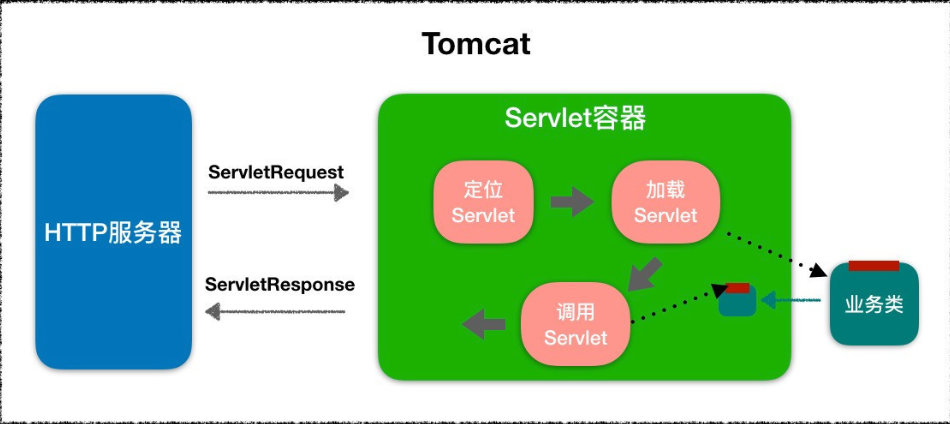 Tomcat
Servlet容器
ServletRequest
定位
Servlet
加载
Servlet
HTTP服务器
ServletResponse
调用
Servlet
业务类